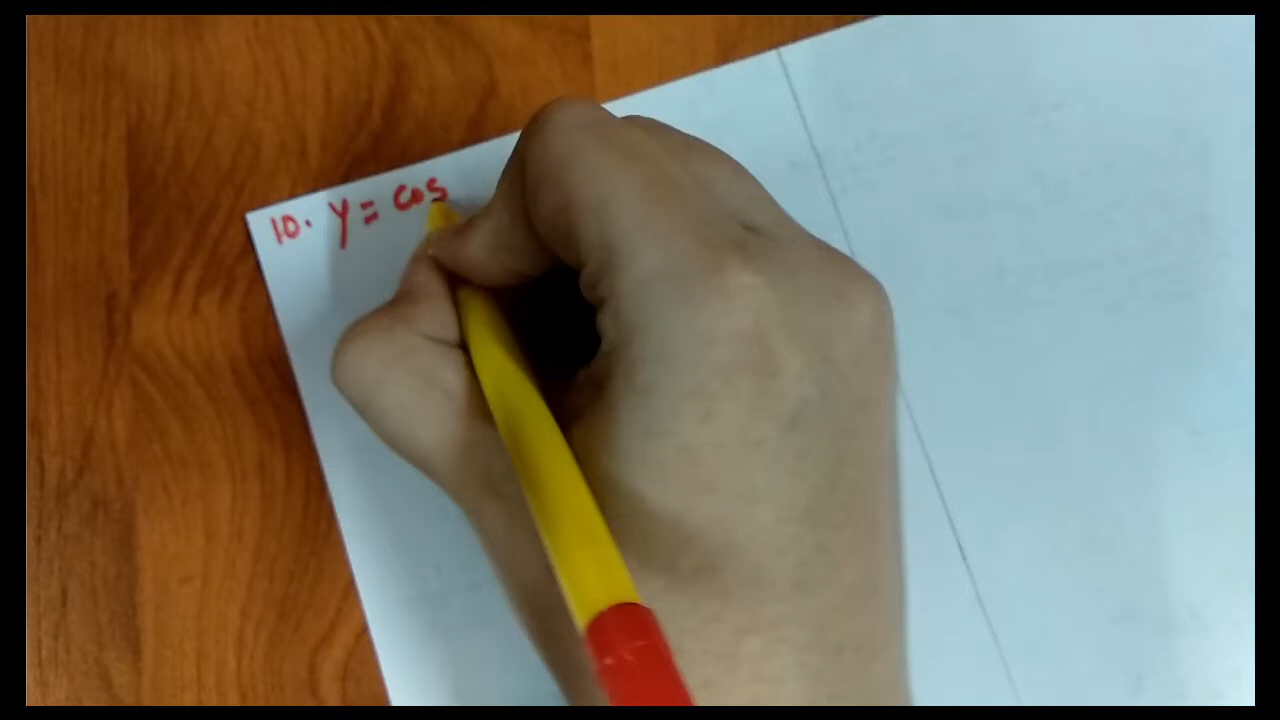 10. y = cos